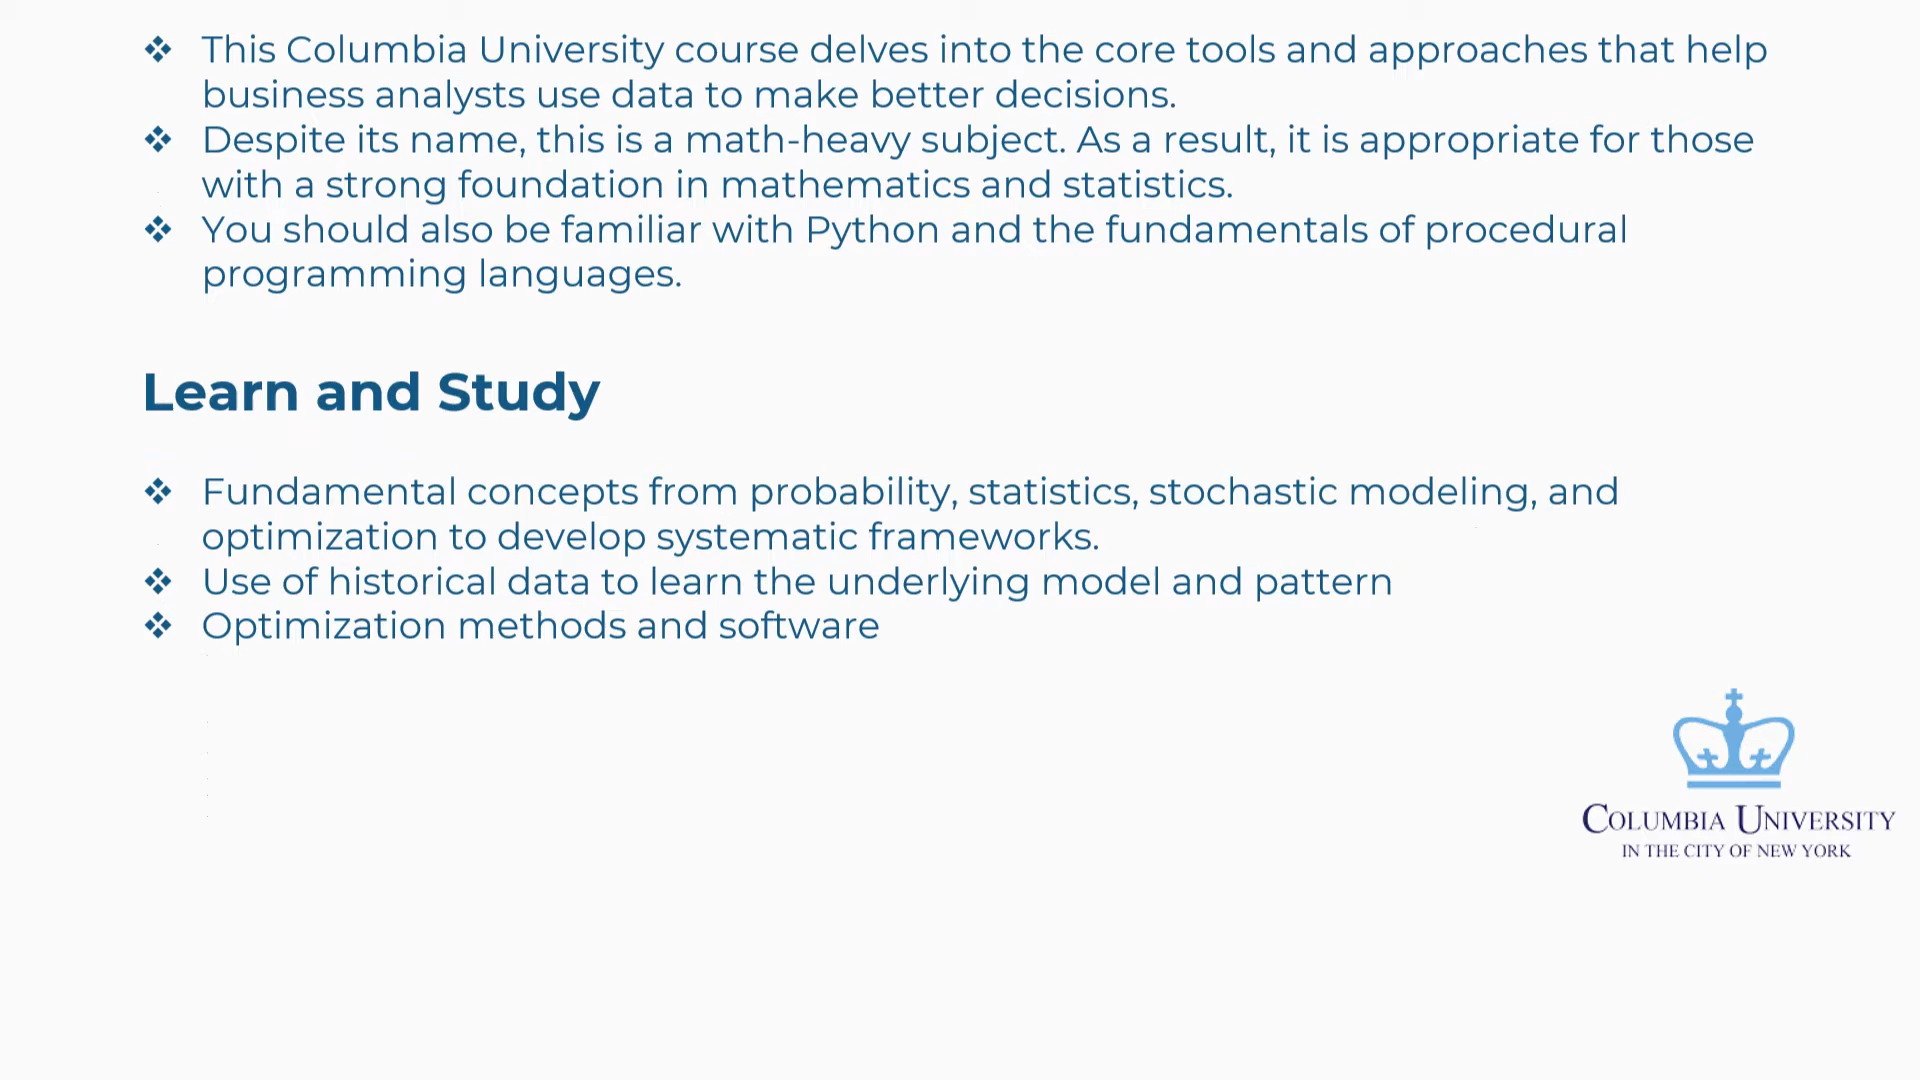 ❖ This Columbia University course delves into the core tools and approaches that help
business analysts use data to make better decisions.
❖ Despite its name, this is a math-heavy subject. As a result, it is appropriate for those
with a strong foundation in mathematics and statistics.
❖ You should also be familiar with Python and the fundamentals of procedural
programming languages.
Learn and Study
❖ Fundamental concepts from probability, statistics, stochastic modeling, and
optimization to develop systematic frameworks.
❖ Use of historical data to learn the underlying model and pattern
❖ Optimization methods and software
COLUMBIA UNIVERSITY
IN THE CITY OF NEW YORK